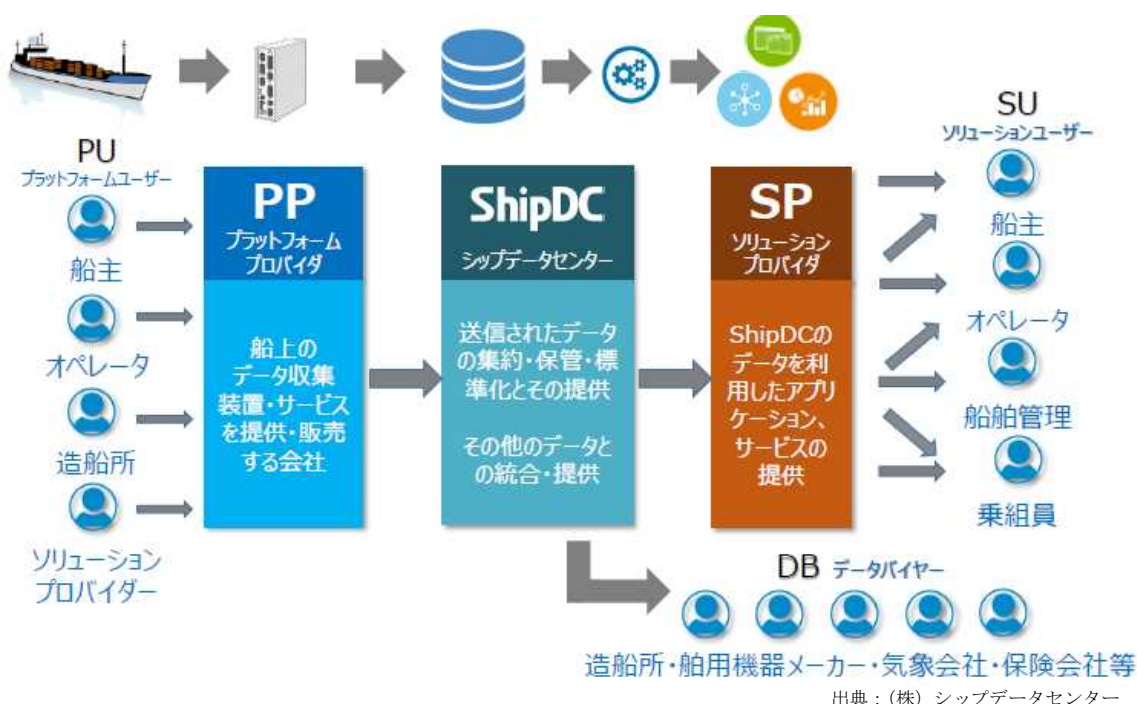 PU
プラットフォームユーザー
船主
オペレータ
造船所
ソリューション
プロバイダー
PP
プラットフォーム
プロバイダ
船上の
データ収集
装置・サービス
を提供・販売
する会社
ShipDC
シップデータセンター
送信されたデータ
の集約・保管・標
準化とその提供
その他のデータと
の統合・提供
SP
ソリューション
プロバイダ
ShipDCの
データを利
用したアプリ
ケーション、
サービスの
提供
SU
ソリューションユーザー
船主
オペレータ
船舶管理
乗組員
DB データバイヤー
造船所・舶用機器メーカー・気象会社・保険会社等
出典：（株）シップデータセンター